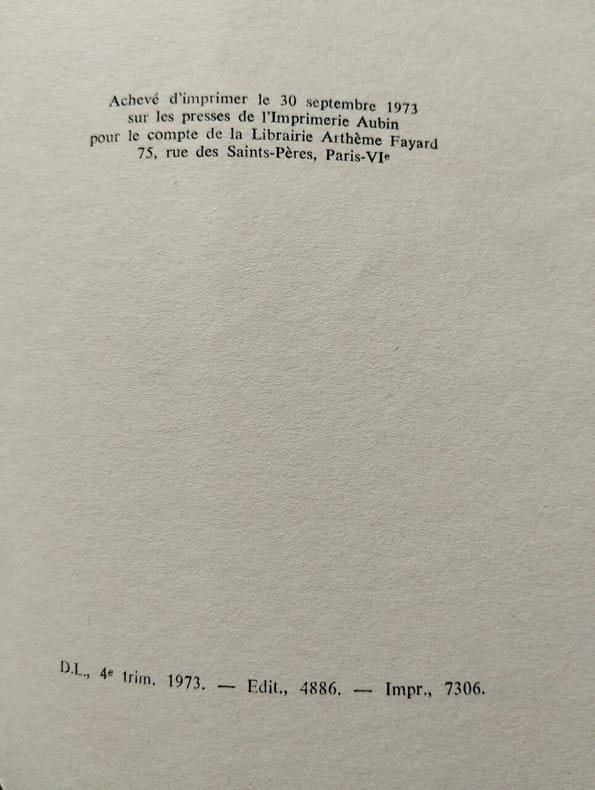 Achevé d'imprimer le 30 septembre 1973
sur les presses de l'Imprimerie Aubin
pour le compte de la Librairie Arthème Fayard
75, rue des Saints-Pères, Paris-VIᵉ
D.L., 4ᵉ trim. 1973. — Edit., 4886. — Impr., 7306.